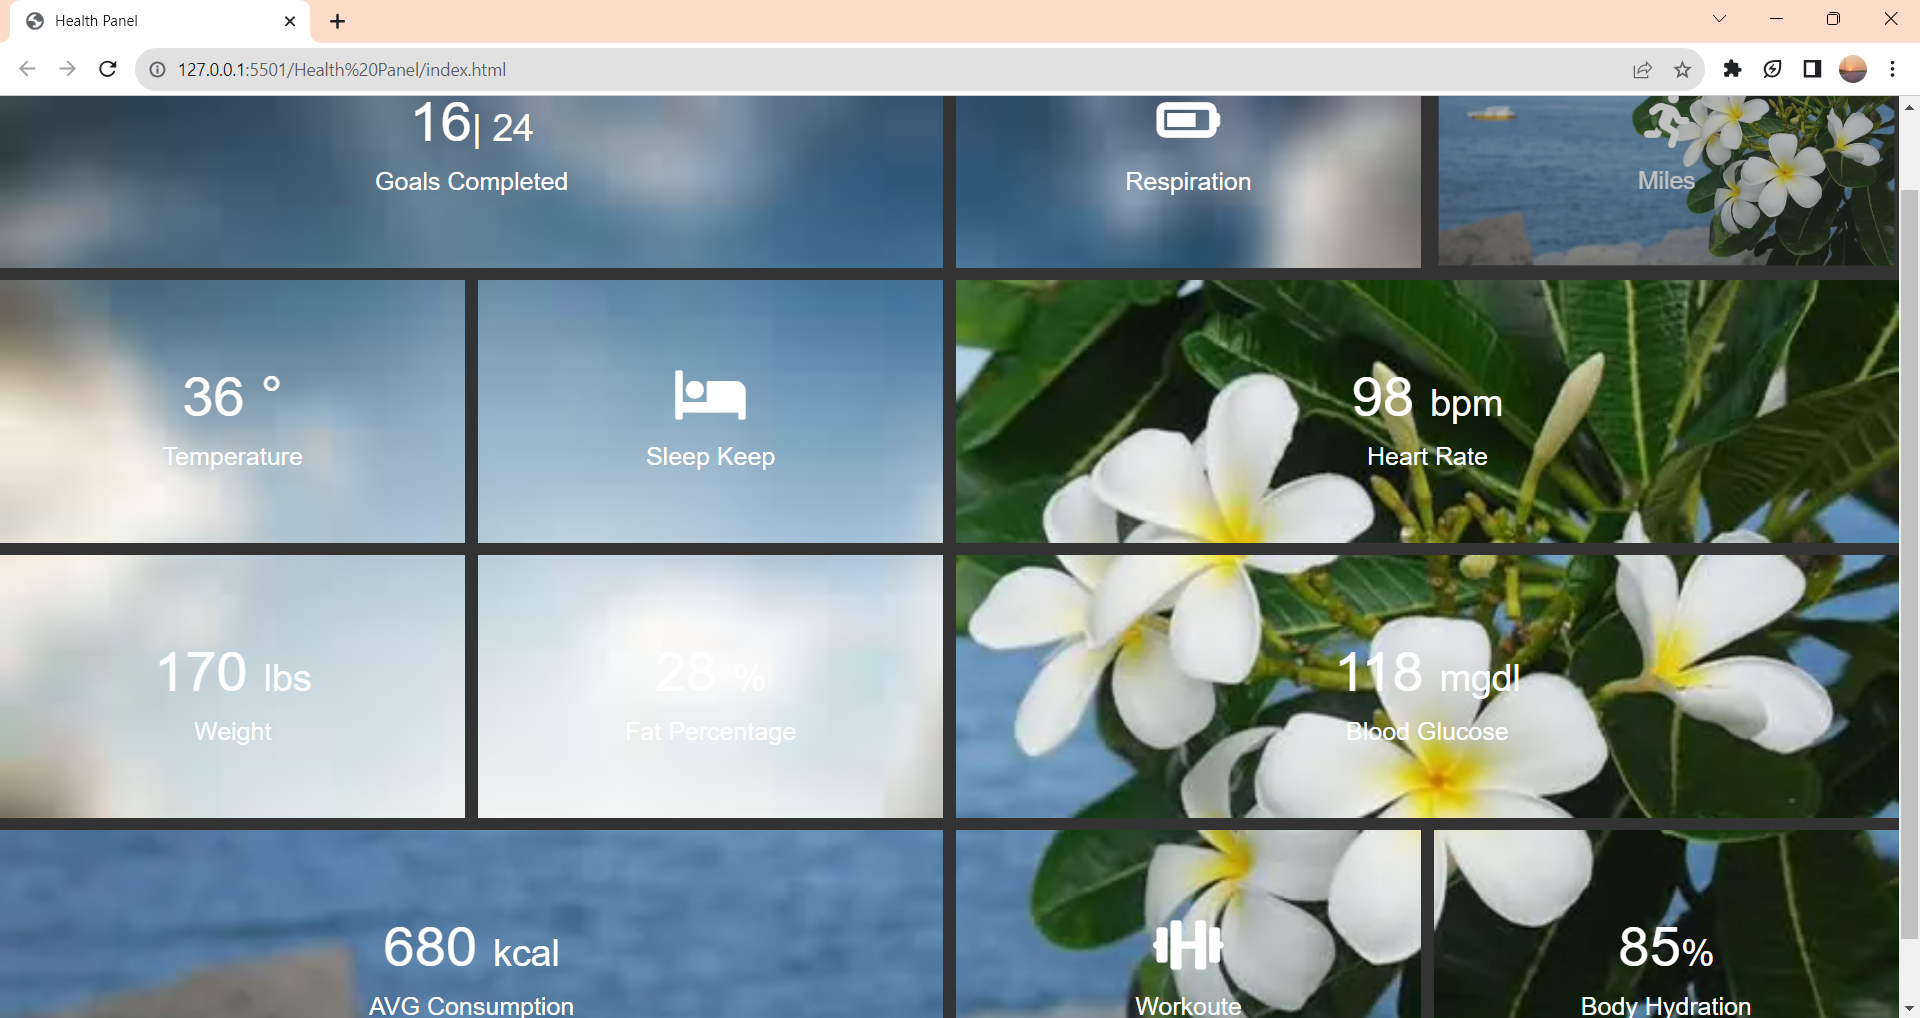 Health Panel
127.0.0.1:5501/Health%20Panel/index.html
16| 24
Goals Completed
Respiration
Miles
36 °
Temperature
Sleep Keep
98 bpm
Heart Rate
170 lbs
Weight
28 %
Fat Percentage
118 mgdl
Blood Glucose
680 kcal
AVG Consumption
Workoute
85%
Body Hydration